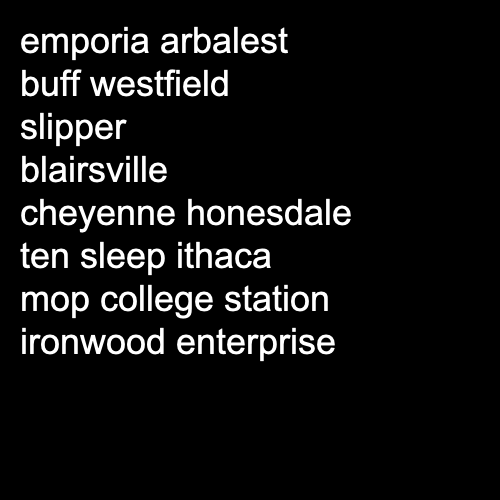 emporia arbalest
buff westfield
slipper
blairsville
cheyenne honesdale
ten sleep ithaca
mop college station
ironwood enterprise